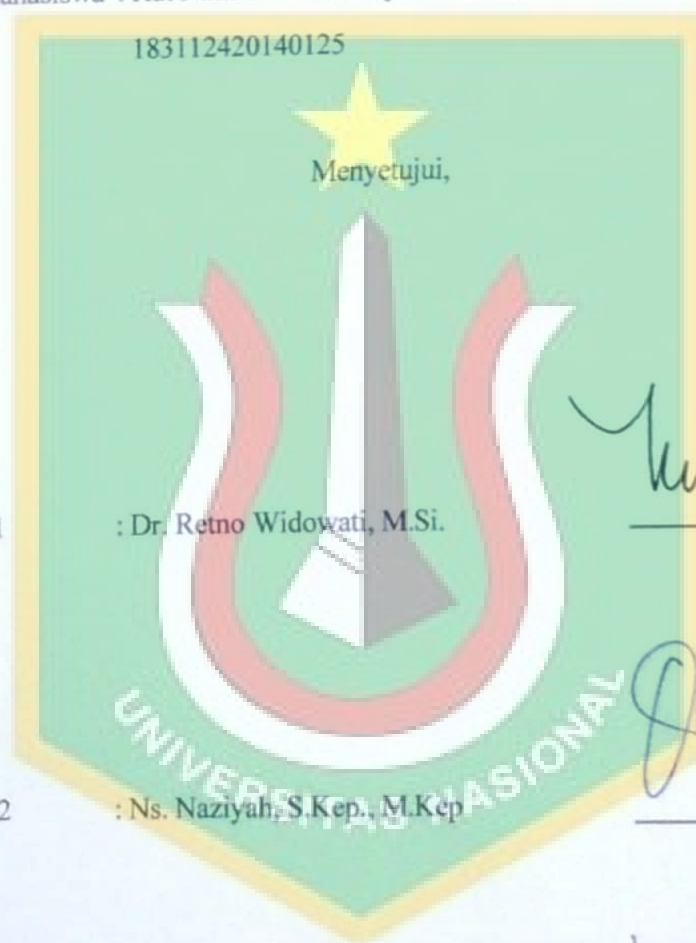 183112420140125
Menyetujui,
: Dr. Retno Widowati, M.Si.
2 : Ns. Naziyah, S.Kep., M.Kep
UNIVERSITAS NASIONAL